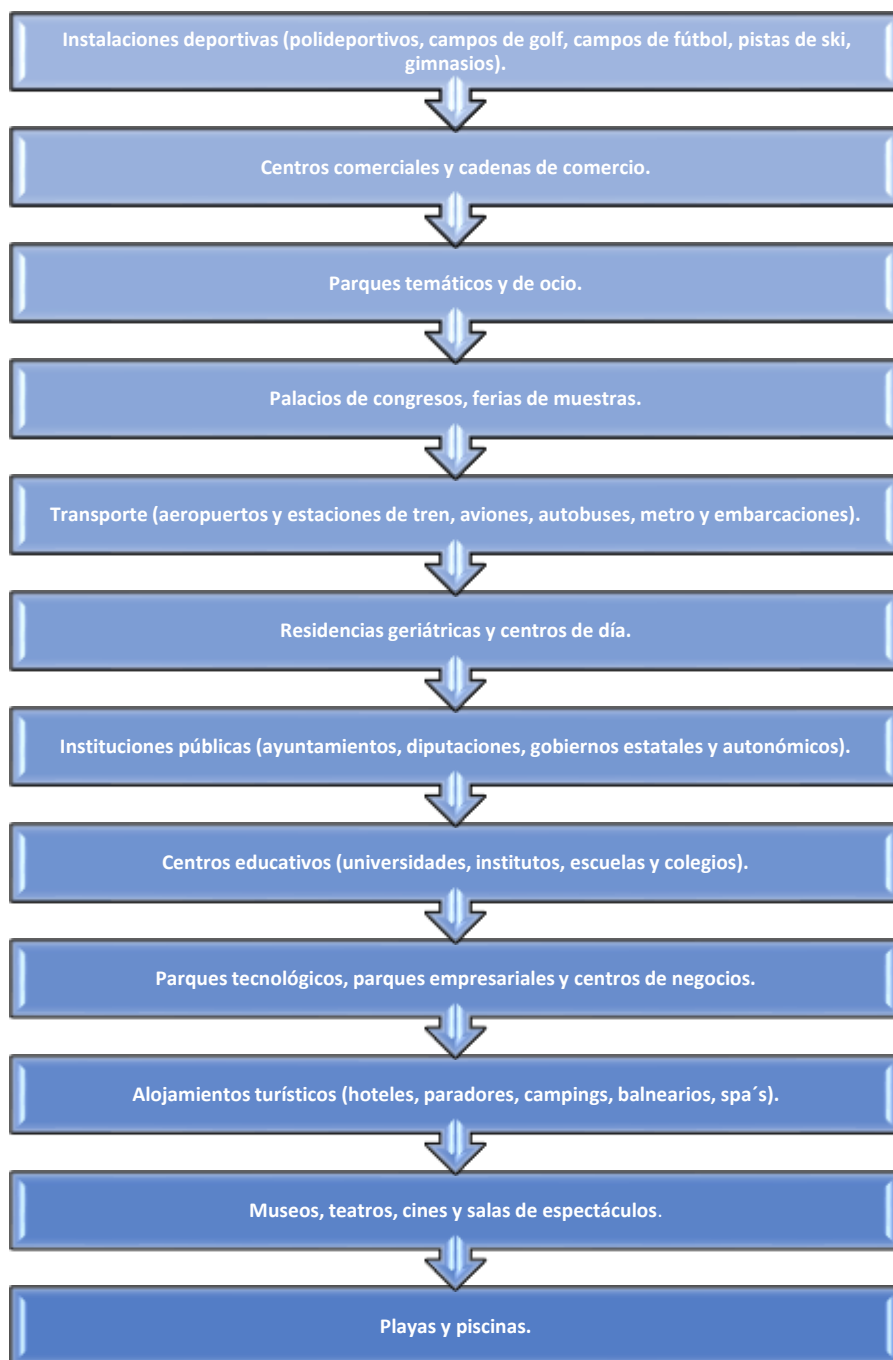 Instalaciones deportivas (polideportivos, campos de golf, campos de fútbol, pistas de ski,
gimnasios).
Centros comerciales y cadenas de comercio.
Parques temáticos y de ocio.
Palacios de congresos, ferias de muestras.
Transporte (aeropuertos y estaciones de tren, aviones, autobuses, metro y embarcaciones).
Residencias geriátricas y centros de día.
Instituciones públicas (ayuntamientos, diputaciones, gobiernos estatales y autonómicos).
Centros educativos (universidades, institutos, escuelas y colegios).
Parques tecnológicos, parques empresariales y centros de negocios.
Alojamientos turísticos (hoteles, paradores, campings, balnearios, spa´s).
Museos, teatros, cines y salas de espectáculos.
Playas y piscinas.